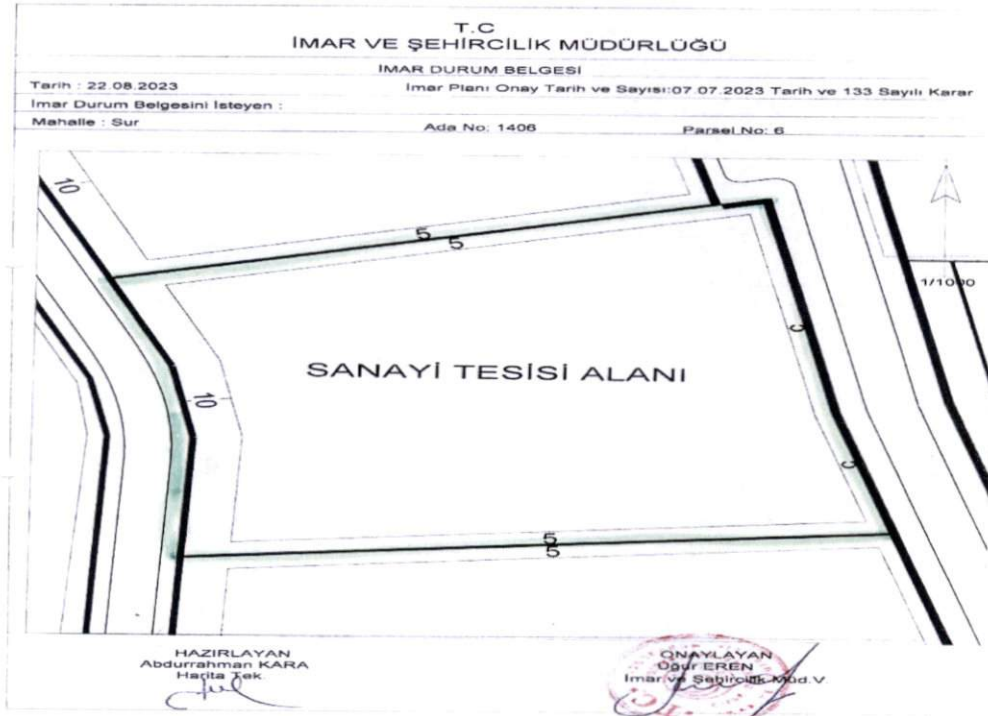 T.C
İMAR VE ŞEHİRCİLİK MÜDÜRLÜĞÜ
İMAR DURUM BELGESİ
Tarih : 22.08.2023 İmar Planı Onay Tarih ve Sayısı:07.07.2023 Tarih ve 133 Sayılı Karar
İmar Durum Belgesini İsteyen :
Mahalle : Sur Ada No: 1406 Parsel No: 6
10
5
5
1/1000
SANAYİ TESİSİ ALANI
10
5
5
HAZIRLAYAN
Abdurrahman KARA
Harita Tek.
ONAYLAYAN
Uğur EREN
İmar ve Şehircilik Müd.V.